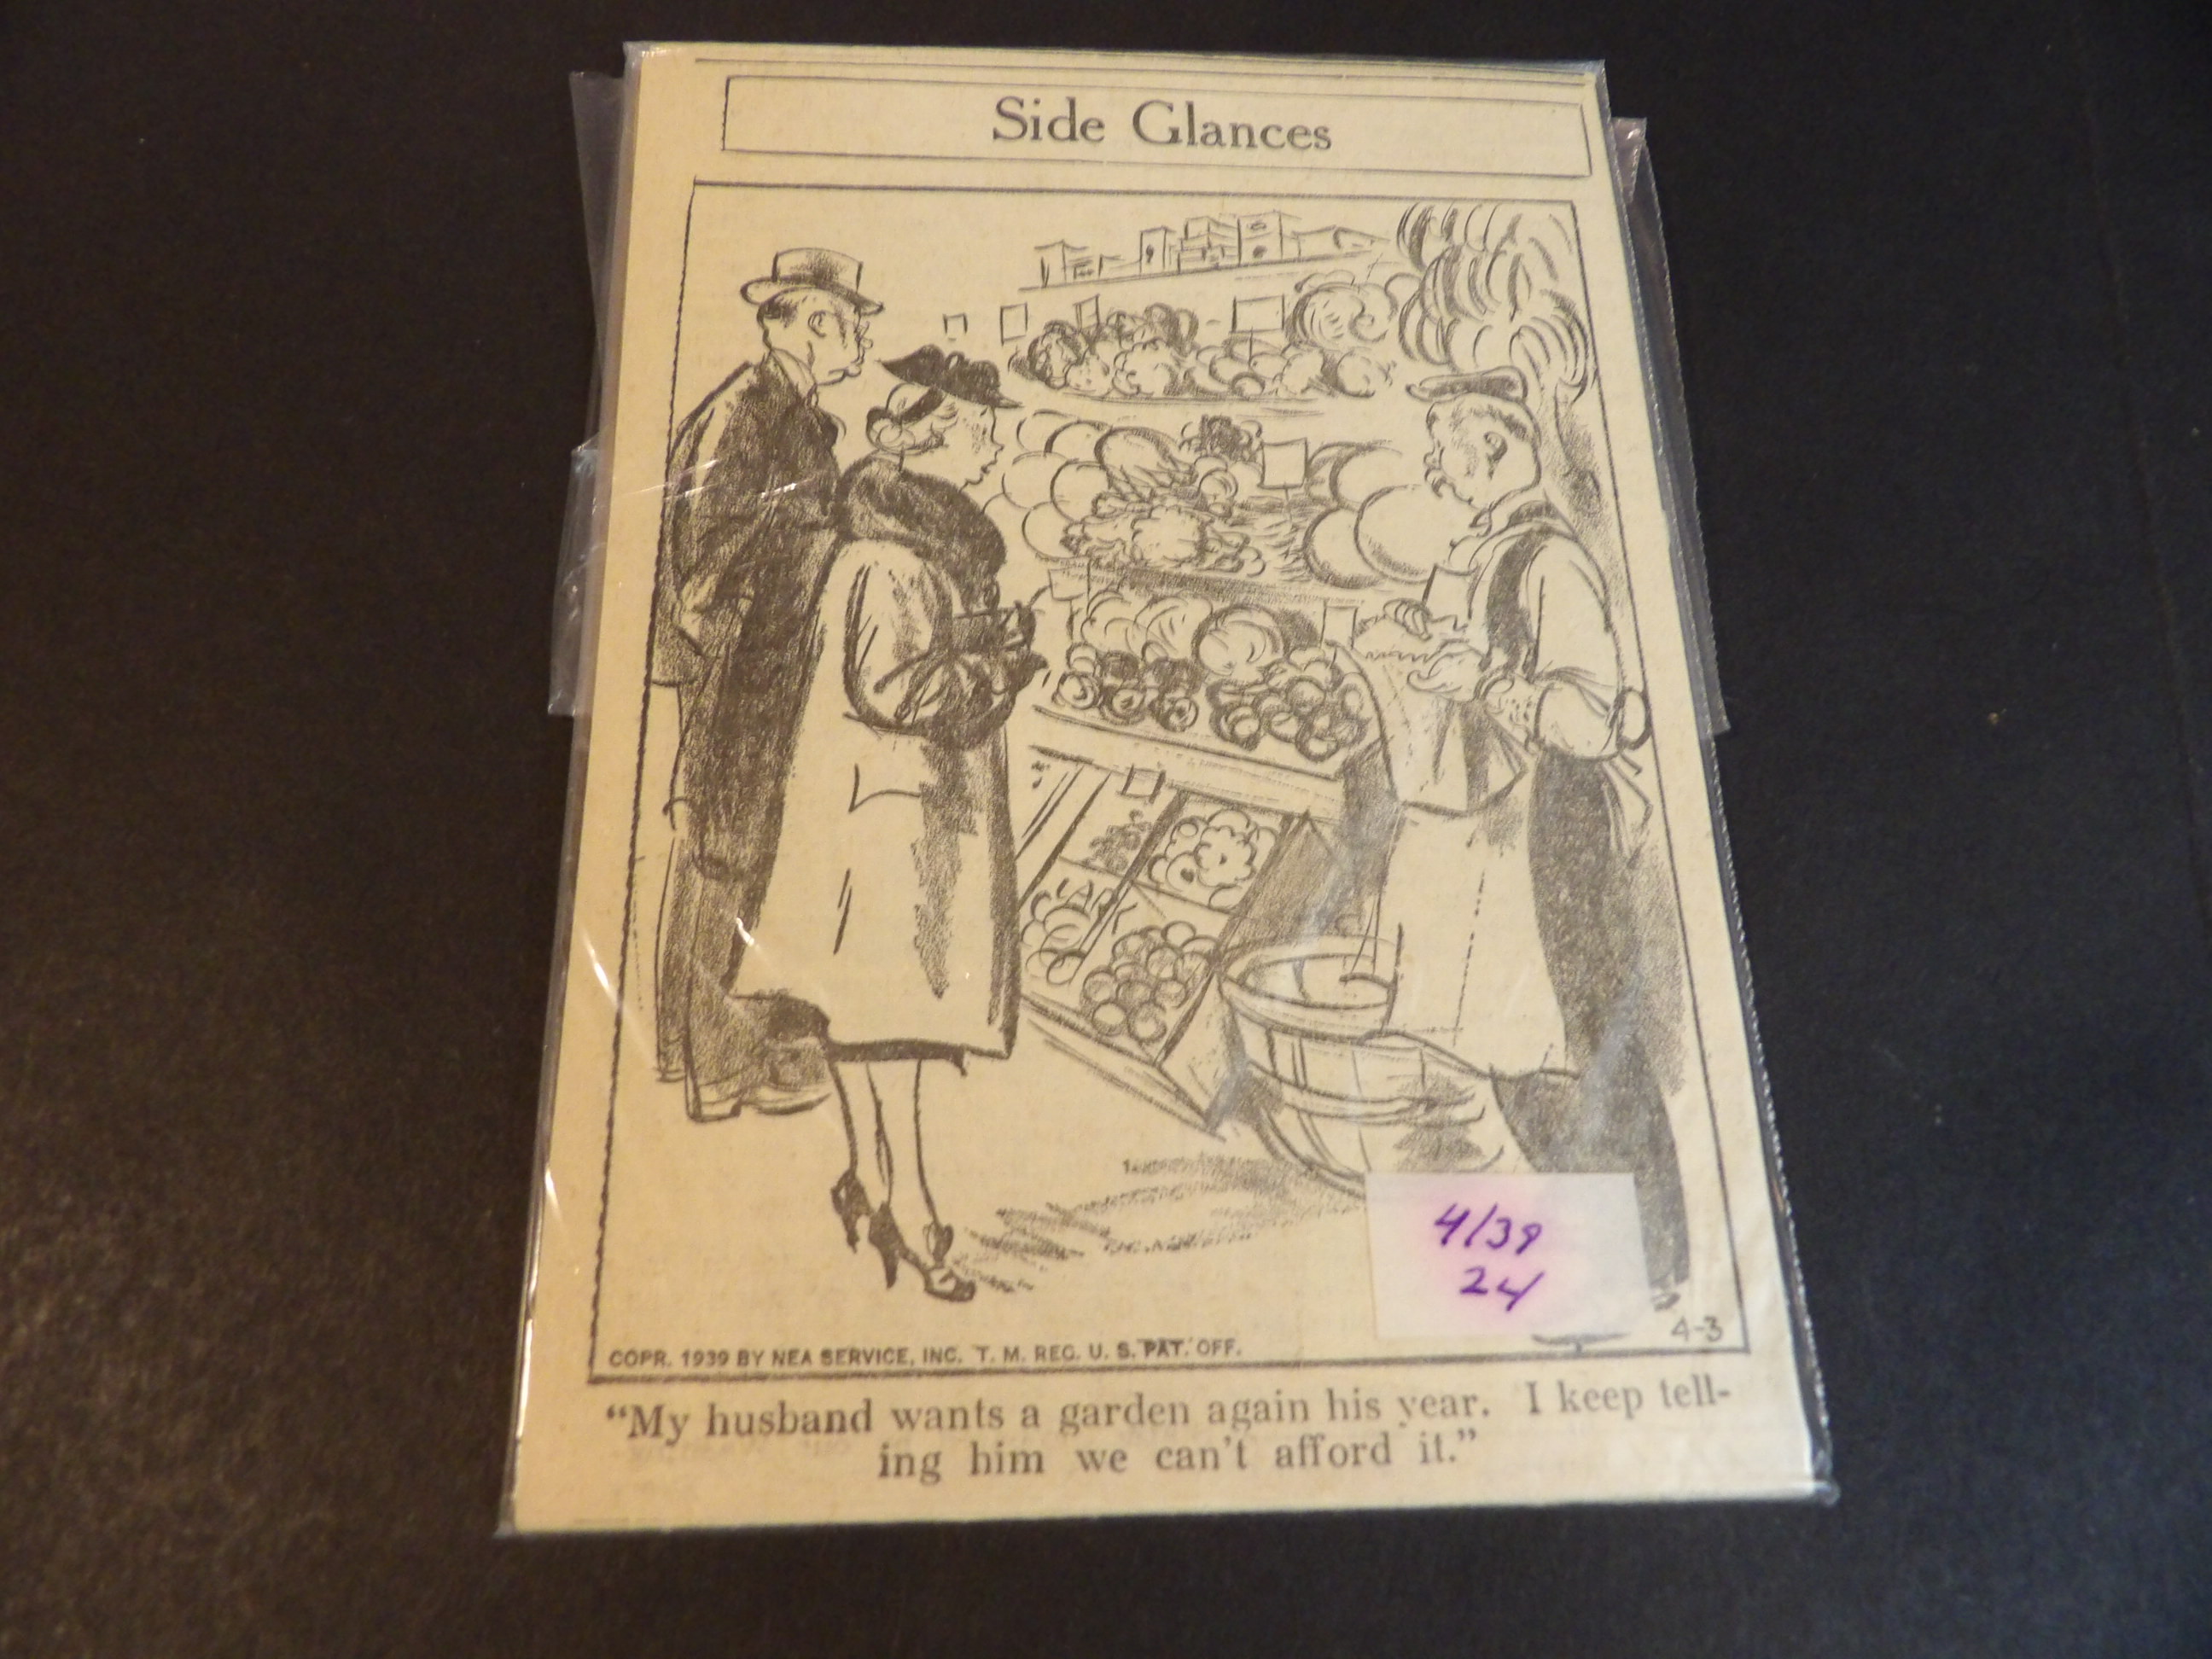 Side Glances
4/39
24
4-3
COPR. 1939 BY NEA SERVICE, INC. T. M. REG. U. S. PAT. OFF.
“My husband wants a garden again his year. I keep tell-
ing him we can't afford it.”